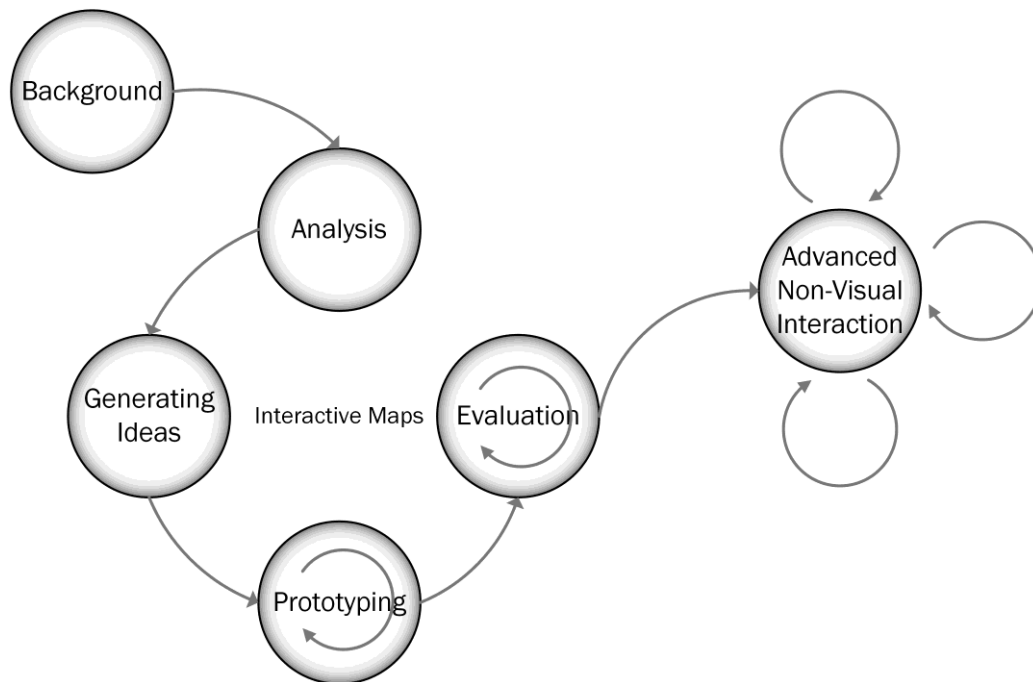 Background
Analysis
Generating
Ideas
Interactive Maps
Evaluation
Prototyping
Advanced
Non-Visual
Interaction